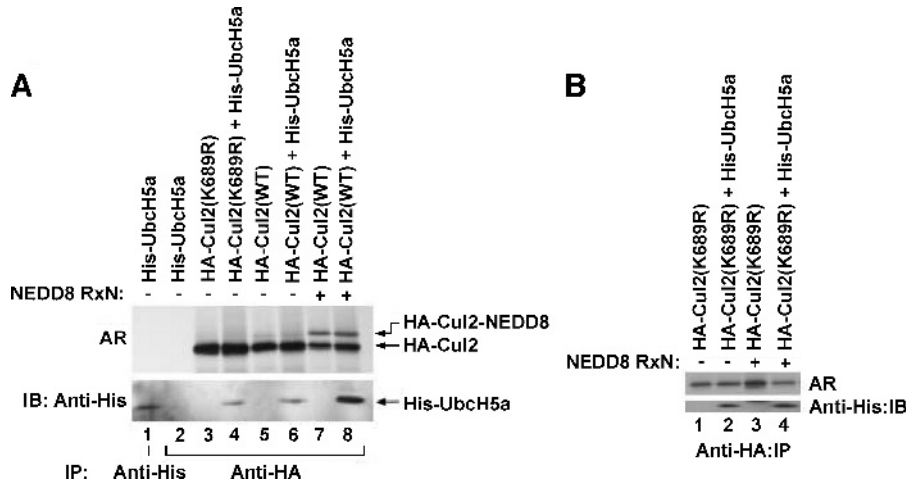 A
His-UbcH5a
His-UbcH5a
HA-Cul2(K689R)
HA-Cul2(K689R) + His-UbcH5a
HA-Cul2(WT)
HA-Cul2(WT) + His-UbcH5a
HA-Cul2(WT)
HA-Cul2(WT) + His-UbcH5a
NEDD8 RxN: - - - - - - + +
AR
HA-Cul2-NEDD8
HA-Cul2
IB: Anti-His
His-UbcH5a
1 2 3 4 5 6 7 8
IP: Anti-His Anti-HA
B
HA-Cul2(K689R)
HA-Cul2(K689R) + His-UbcH5a
HA-Cul2(K689R)
HA-Cul2(K689R) + His-UbcH5a
NEDD8 RxN: - - + +
AR
Anti-His:IB
1 2 3 4
Anti-HA:IP